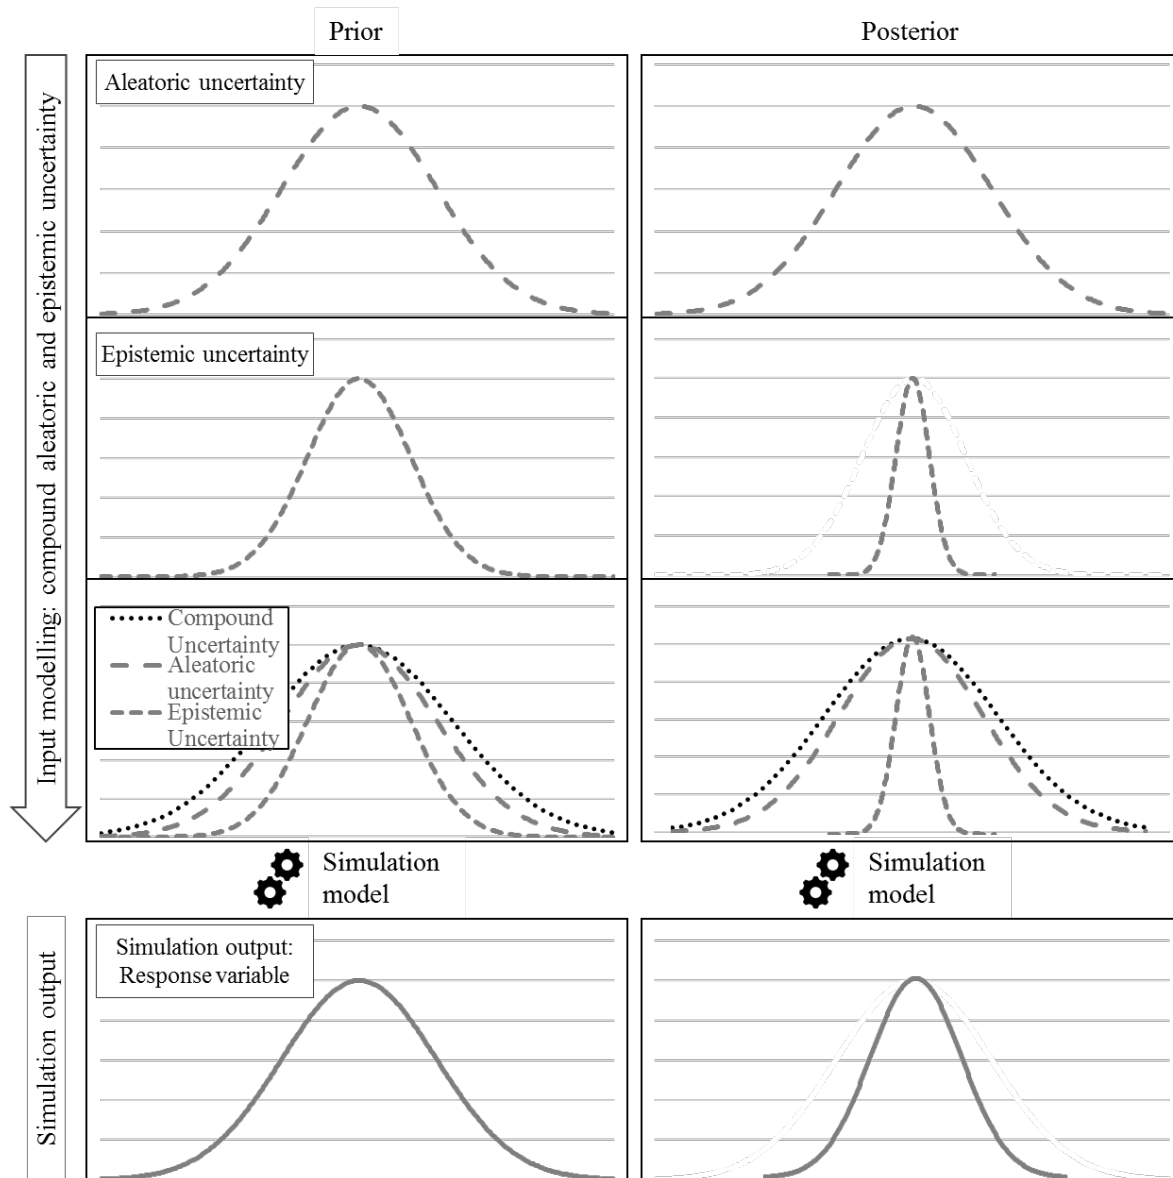 Prior
Posterior
Input modelling: compound aleatoric and epistemic uncertainty
Aleatoric uncertainty
Epistemic uncertainty
Compound
Uncertainty
Aleatoric
uncertainty
Epistemic
Uncertainty
Simulation
model
Simulation
model
Simulation output
Simulation output:
Response variable